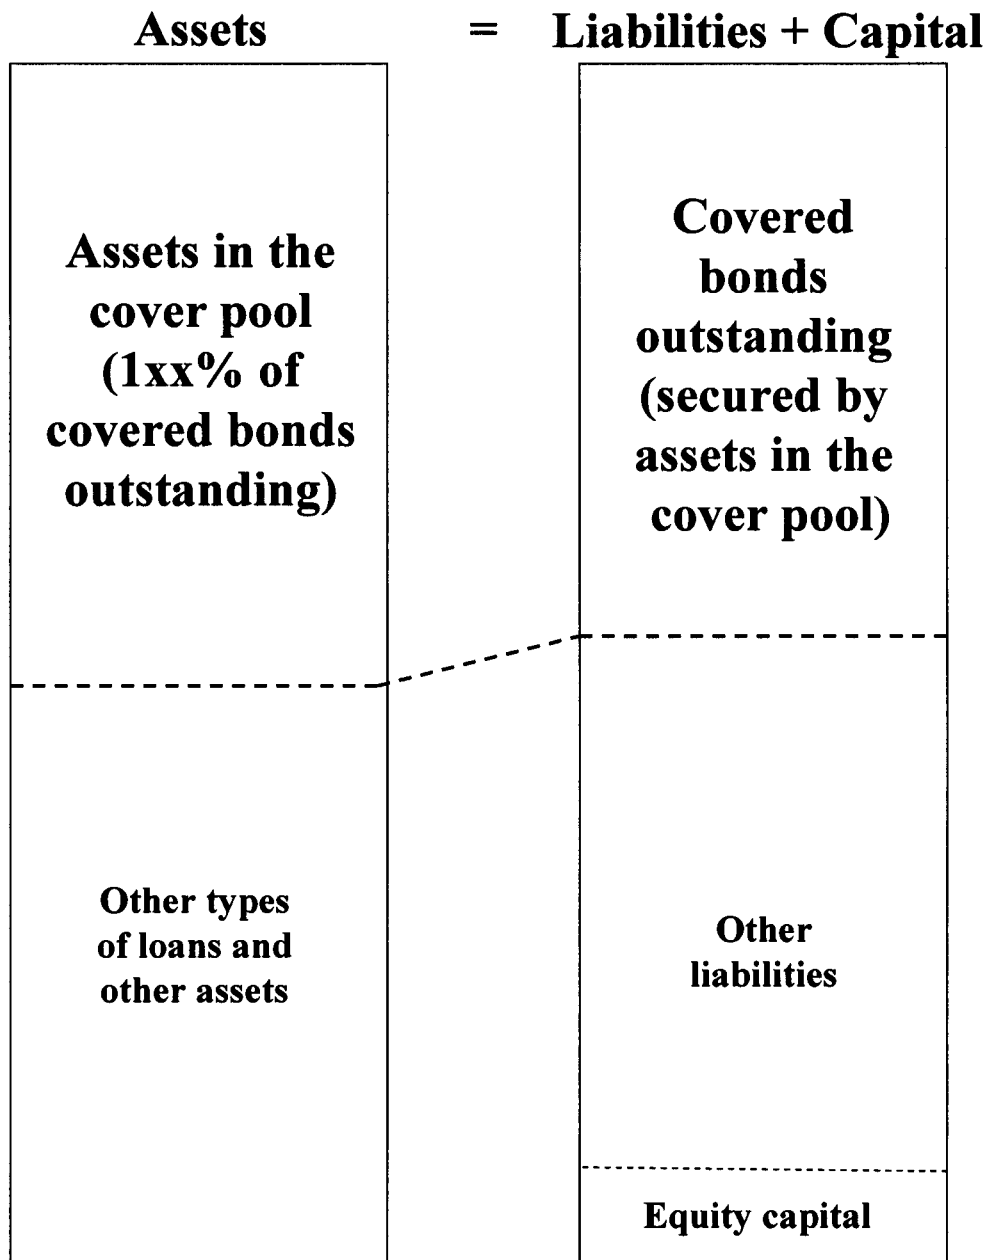 Assets = Liabilities + Capital
Assets in the
cover pool
(1xx% of
covered bonds
outstanding)
Covered
bonds
outstanding
(secured by
assets in the
cover pool)
Other types
of loans and
other assets
Other
liabilities
Equity capital